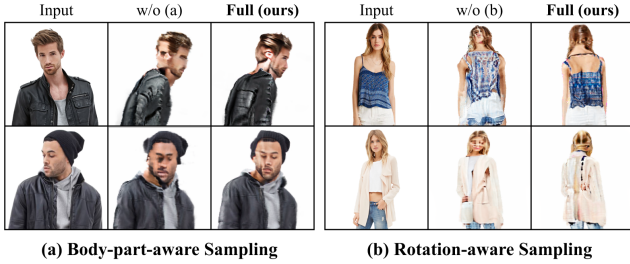 Input w/o (a) Full (ours) Input w/o (b) Full (ours)
(a) Body-part-aware Sampling (b) Rotation-aware Sampling